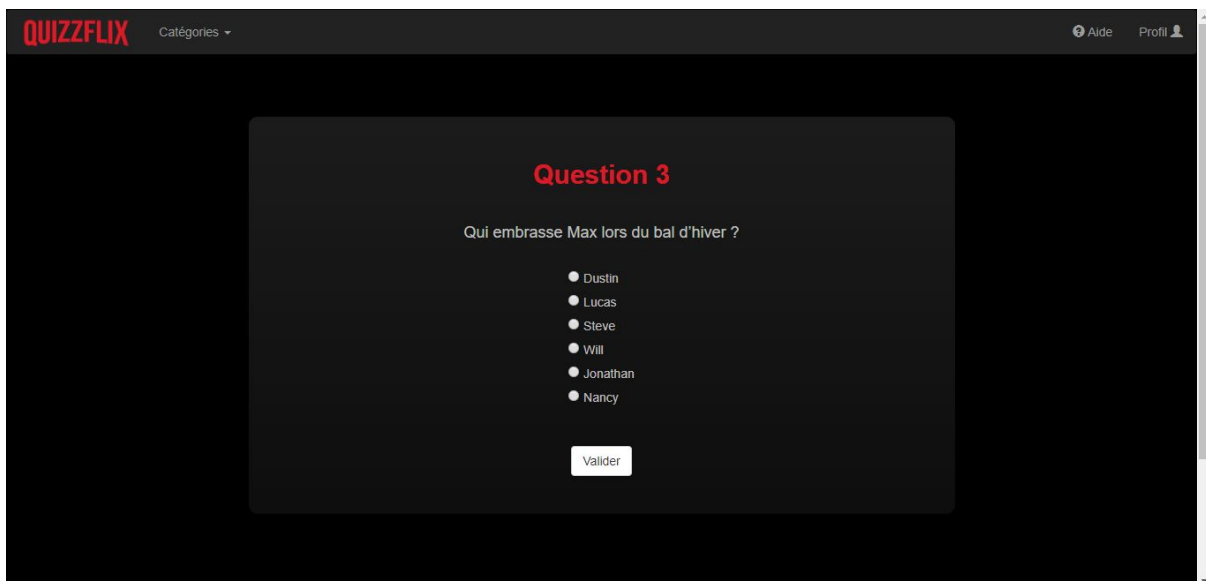 QUIZZFLIX Catégories Aide Profil
Question 3
Qui embrasse Max lors du bal d’hiver ?
Dustin
Lucas
Steve
Will
Jonathan
Nancy
Valider